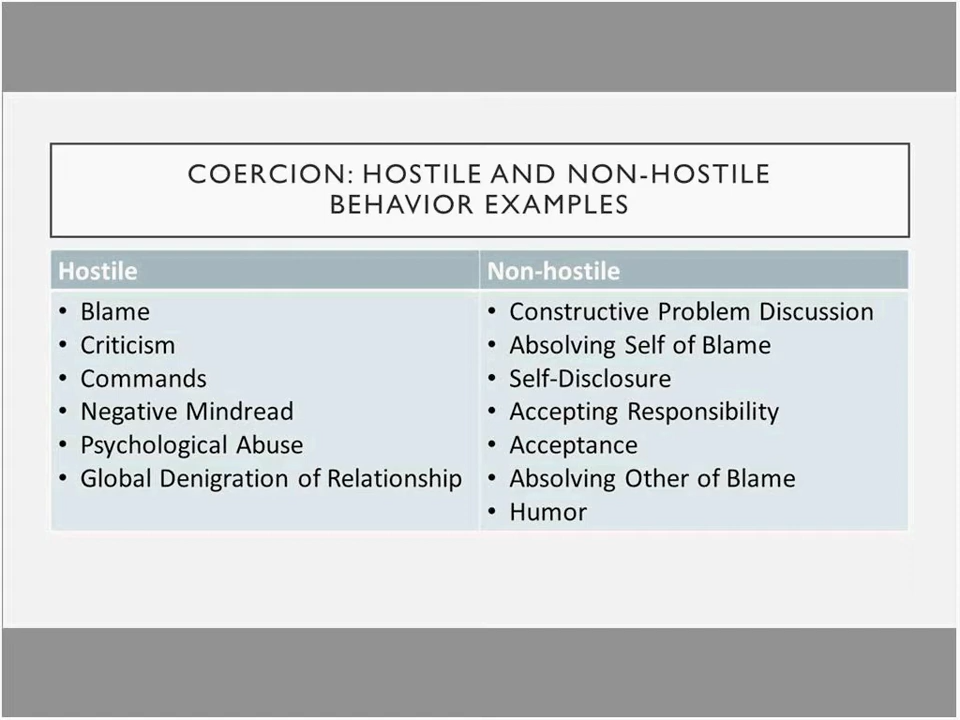 COERCION: HOSTILE AND NON-HOSTILE
BEHAVIOR EXAMPLES
Hostile
• Blame
• Criticism
• Commands
• Negative Mindread
• Psychological Abuse
• Global Denigration of Relationship
Non-hostile
• Constructive Problem Discussion
• Absolving Self of Blame
• Self-Disclosure
• Accepting Responsibility
• Acceptance
• Absolving Other of Blame
• Humor